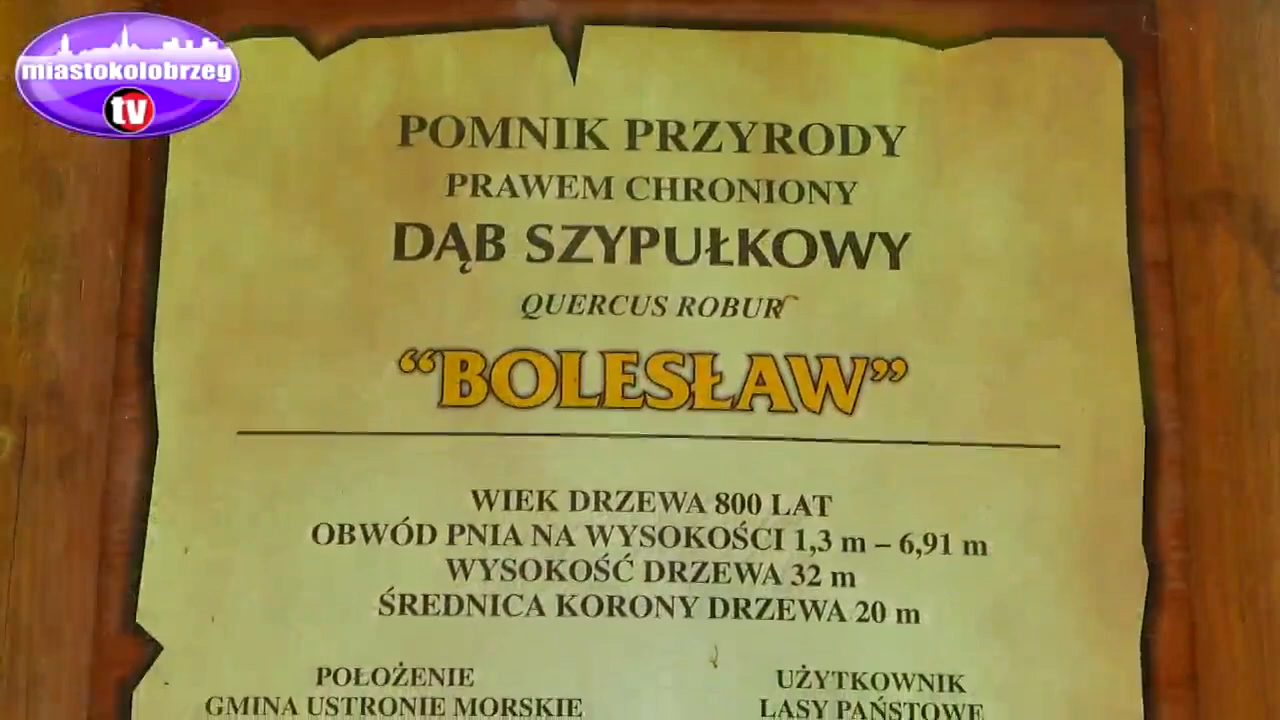 miastokolobrzeg
tv
POMNIK PRZYRODY
PRAWEM CHRONIONY
DĄB SZYPUŁKOWY
QUERCUS ROBUR
“BOLESŁAW”
WIEK DRZEWA 800 LAT
OBWÓD PNIA NA WYSOKOŚCI 1,3 m – 6,91 m
WYSOKOŚĆ DRZEWA 32 m
ŚREDNICA KORONY DRZEWA 20 m
POŁOŻENIE
GMINA USTRONIE MORSKIE
UŻYTKOWNIK
LASY PAŃSTOWE